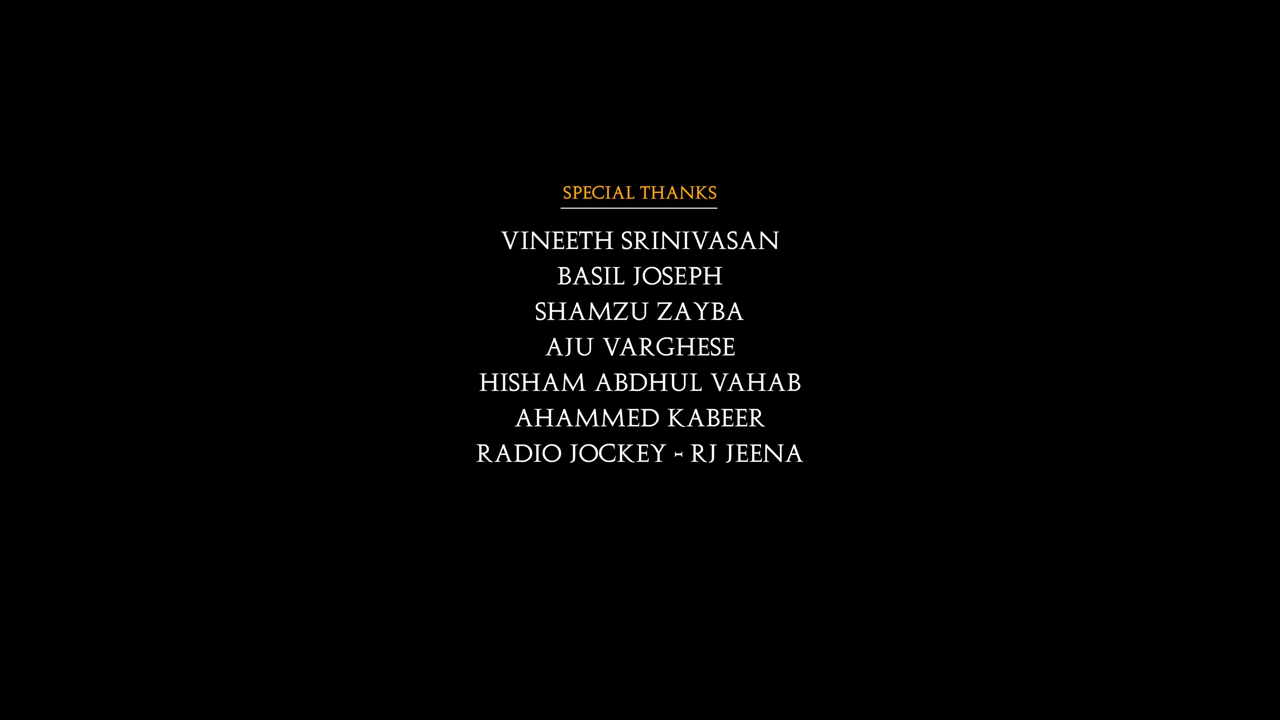 SPECIAL THANKS
VINEETH SRINIVASAN
BASIL JOSEPH
SHAMZU ZAYBA
AJU VARGHESE
HISHAM ABDHUL VAHAB
AHAMMED KABEER
RADIO JOCKEY - RJ JEENA